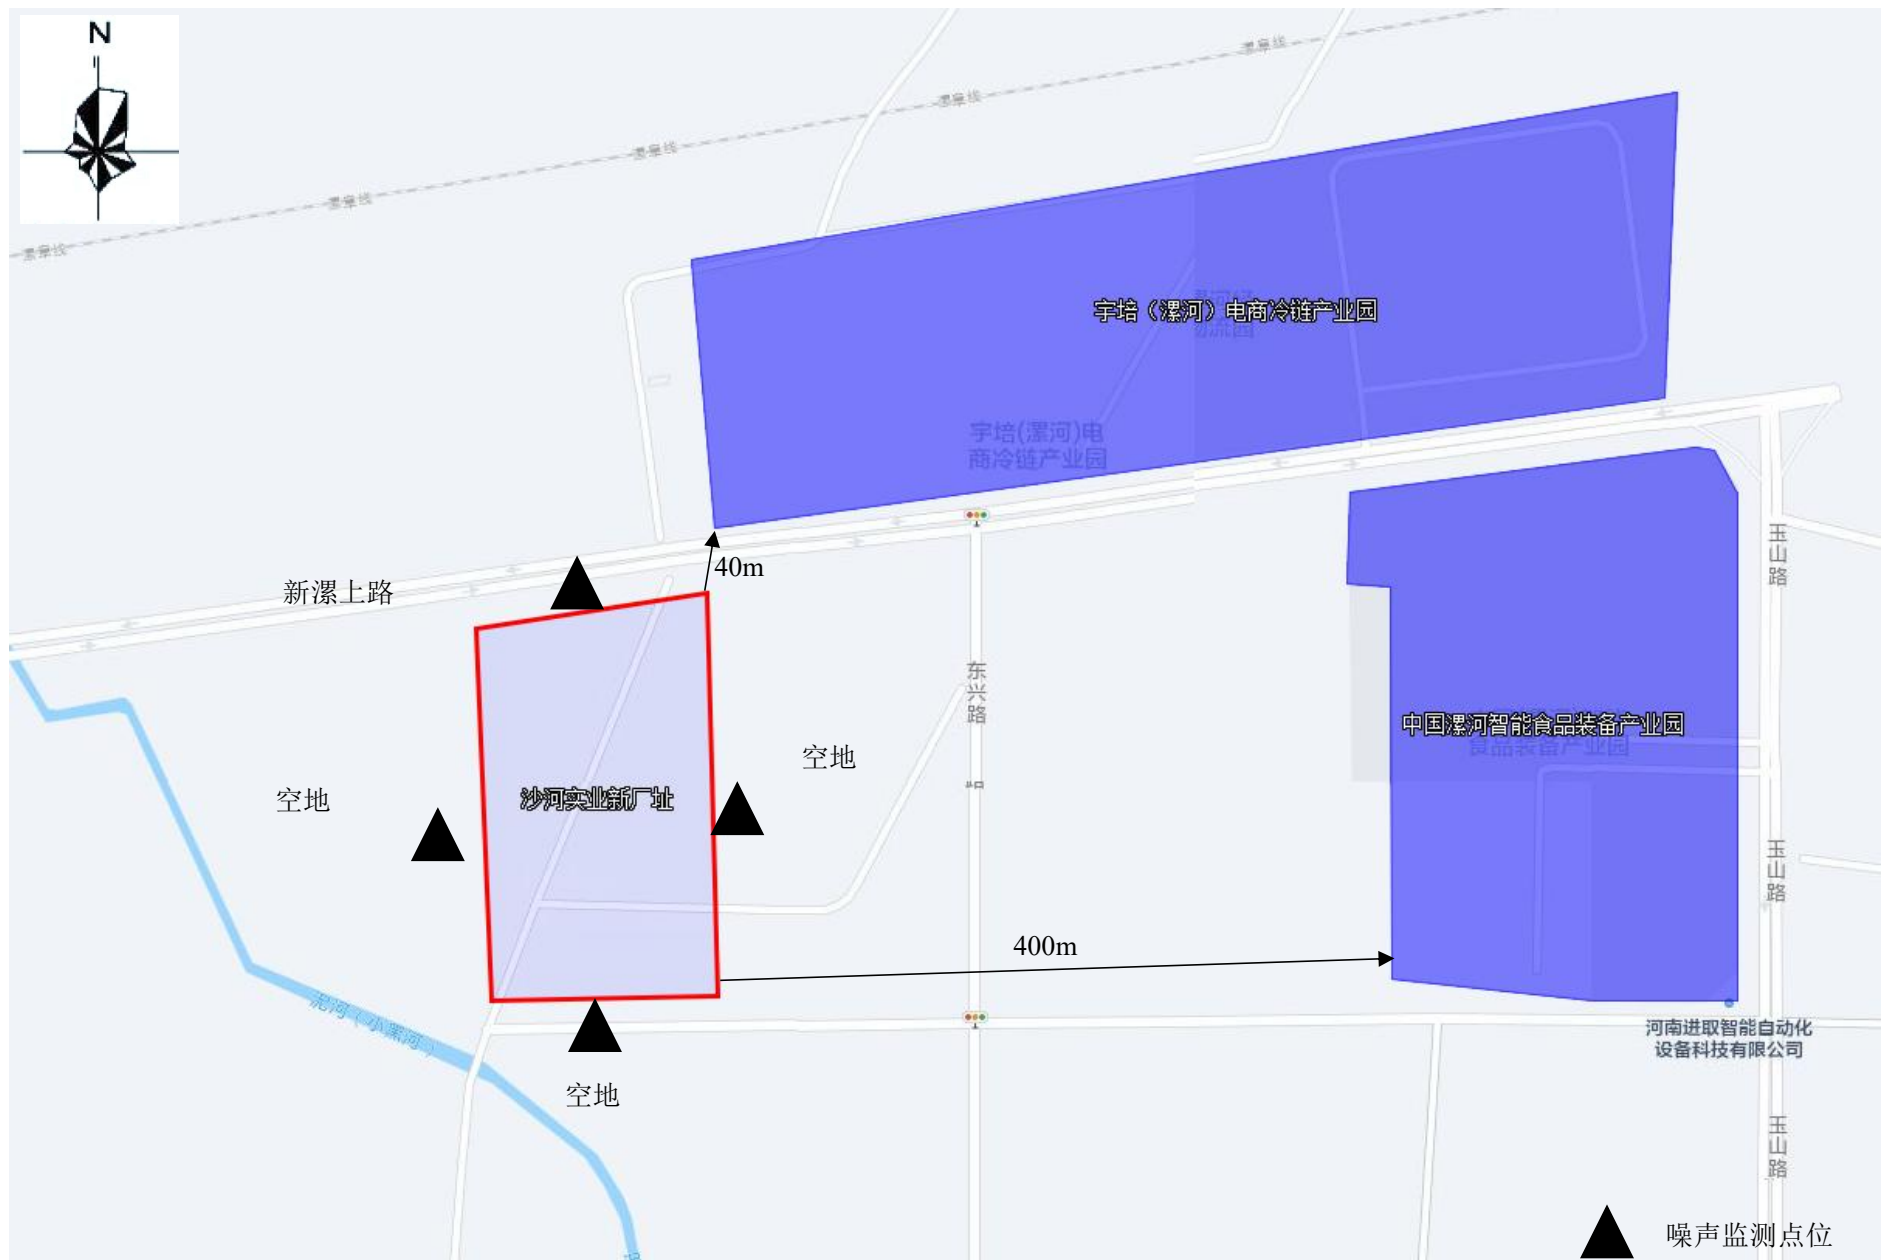 N
漯阜线
漯阜线
漯阜线
漯阜线
漯阜线
宇培（漯河）电商冷链产业园
物流园
宇培(漯河)电
商冷链产业园
40m
新漯上路
玉
山
路
东
兴
路
空地
空地
沙河实业新厂址
中国漯河智能食品装备产业园
食品装备产业园
玉
山
路
400m
泥河（小漯河）
河南进取智能自动化
设备科技有限公司
空地
玉
山
路
噪声监测点位